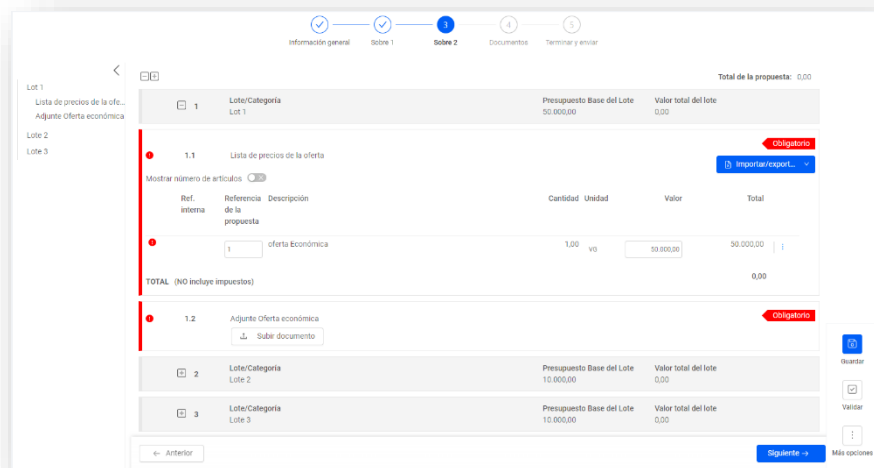 3 4 5
Información general Sobre 1 Sobre 2 Documentos Terminar y enviar
Total de la propuesta: 0,00
Lot 1
Lista de precios de la ofe...
Adjunte Oferta económica
Lote 2
Lote 3
1 Lote/Categoría Presupuesto Base del Lote Valor total del lote
Lot 1 50.000,00 0,00
Obligatorio
1.1 Lista de precios de la oferta
Importar/export...
Mostrar número de artículos
Ref. interna Referencia de la propuesta Descripción Cantidad Unidad Valor Total
1 oferta Económica 1,00 VG 50.000,00 50.000,00
TOTAL (NO incluye impuestos) 0,00
1.2 Adjunte Oferta económica Obligatorio
Subir documento
2 Lote/Categoría Presupuesto Base del Lote Valor total del lote
Lote 2 10.000,00 0,00
3 Lote/Categoría Presupuesto Base del Lote Valor total del lote
Lote 3 10.000,00 0,00
Guardar
Validar
Más opciones
← Anterior Siguiente →